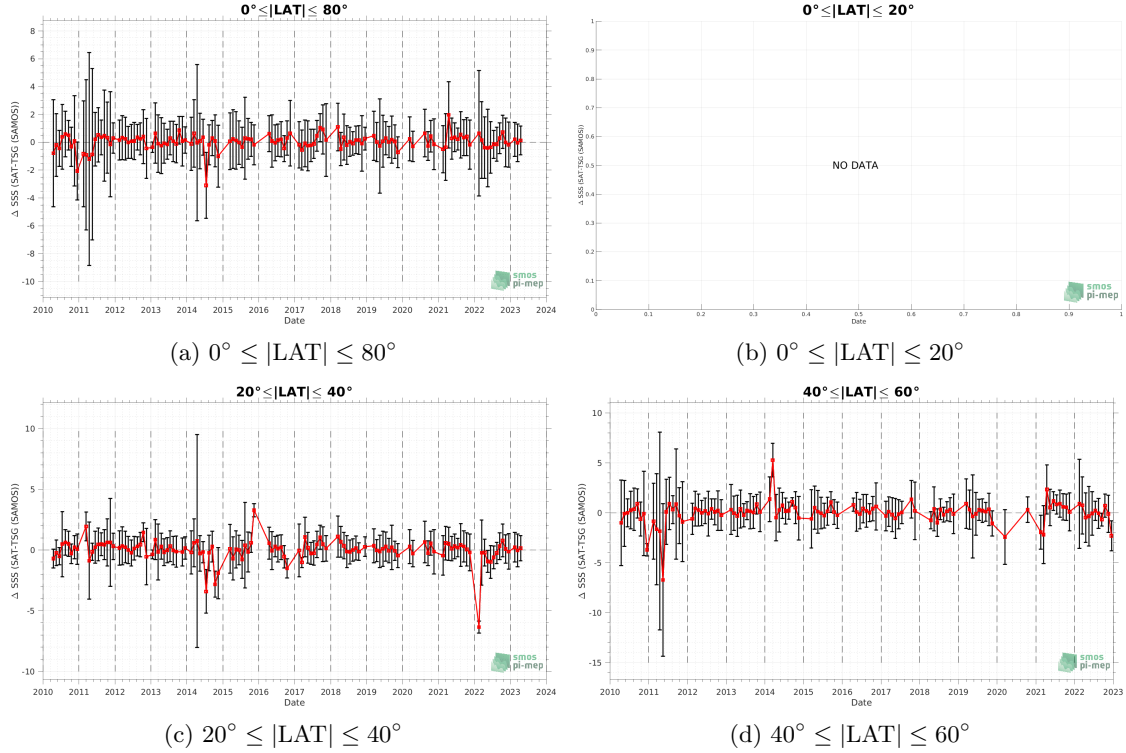 0°≤|LAT|≤ 80°
Δ SSS (SAT-TSG (SAMOS))
8
6
4
2
0
-2
-4
-6
-8
-10
2010 2011 2012 2013 2014 2015 2016 2017 2018 2019 2020 2021 2022 2023 2024
Date
smos
pi-mep
(a) 0° ≤ |LAT| ≤ 80°
0°≤|LAT|≤ 20°
Δ SSS (SAT-TSG (SAMOS))
1
0.9
0.8
0.7
0.6
0.5
0.4
0.3
0.2
0.1
0
NO DATA
0 0.1 0.2 0.3 0.4 0.5 0.6 0.7 0.8 0.9 1
Date
smos
pi-mep
(b) 0° ≤ |LAT| ≤ 20°
20°≤|LAT|≤ 40°
Δ SSS (SAT-TSG (SAMOS))
10
5
0
-5
-10
2010 2011 2012 2013 2014 2015 2016 2017 2018 2019 2020 2021 2022 2023 2024
Date
smos
pi-mep
(c) 20° ≤ |LAT| ≤ 40°
40°≤|LAT|≤ 60°
Δ SSS (SAT-TSG (SAMOS))
10
5
0
-5
-10
-15
2010 2011 2012 2013 2014 2015 2016 2017 2018 2019 2020 2021 2022 2023
Date
smos
pi-mep
(d) 40° ≤ |LAT| ≤ 60°